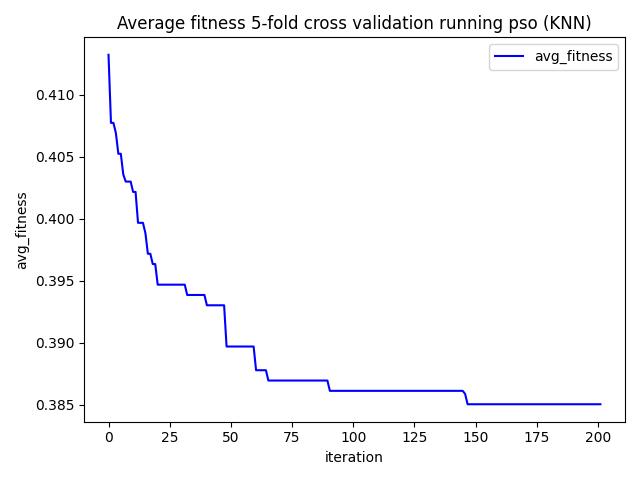 Average fitness 5-fold cross validation running pso (KNN)
avg_fitness
0.410
0.405
0.400
0.395
0.390
0.385
avg_fitness
0 25 50 75 100 125 150 175 200
iteration